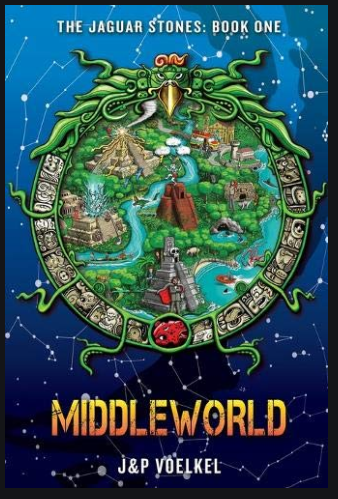 THE JAGUAR STONES: BOOK ONE
MIDDLEWORLD
J&P VOELKEL